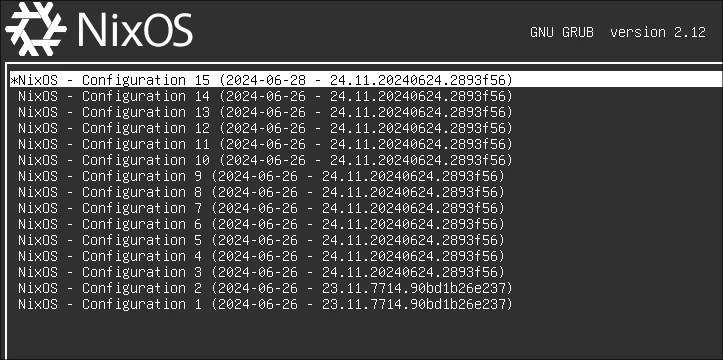 NixOS
GNU GRUB  version 2.12
*NixOS - Configuration 15 (2024-06-28 - 24.11.20240624.2893f56)
NixOS - Configuration 14 (2024-06-26 - 24.11.20240624.2893f56)
NixOS - Configuration 13 (2024-06-26 - 24.11.20240624.2893f56)
NixOS - Configuration 12 (2024-06-26 - 24.11.20240624.2893f56)
NixOS - Configuration 11 (2024-06-26 - 24.11.20240624.2893f56)
NixOS - Configuration 10 (2024-06-26 - 24.11.20240624.2893f56)
NixOS - Configuration 9 (2024-06-26 - 24.11.20240624.2893f56)
NixOS - Configuration 8 (2024-06-26 - 24.11.20240624.2893f56)
NixOS - Configuration 7 (2024-06-26 - 24.11.20240624.2893f56)
NixOS - Configuration 6 (2024-06-26 - 24.11.20240624.2893f56)
NixOS - Configuration 5 (2024-06-26 - 24.11.20240624.2893f56)
NixOS - Configuration 4 (2024-06-26 - 24.11.20240624.2893f56)
NixOS - Configuration 3 (2024-06-26 - 24.11.20240624.2893f56)
NixOS - Configuration 2 (2024-06-26 - 23.11.7714.90bd1b26e237)
NixOS - Configuration 1 (2024-06-26 - 23.11.7714.90bd1b26e237)